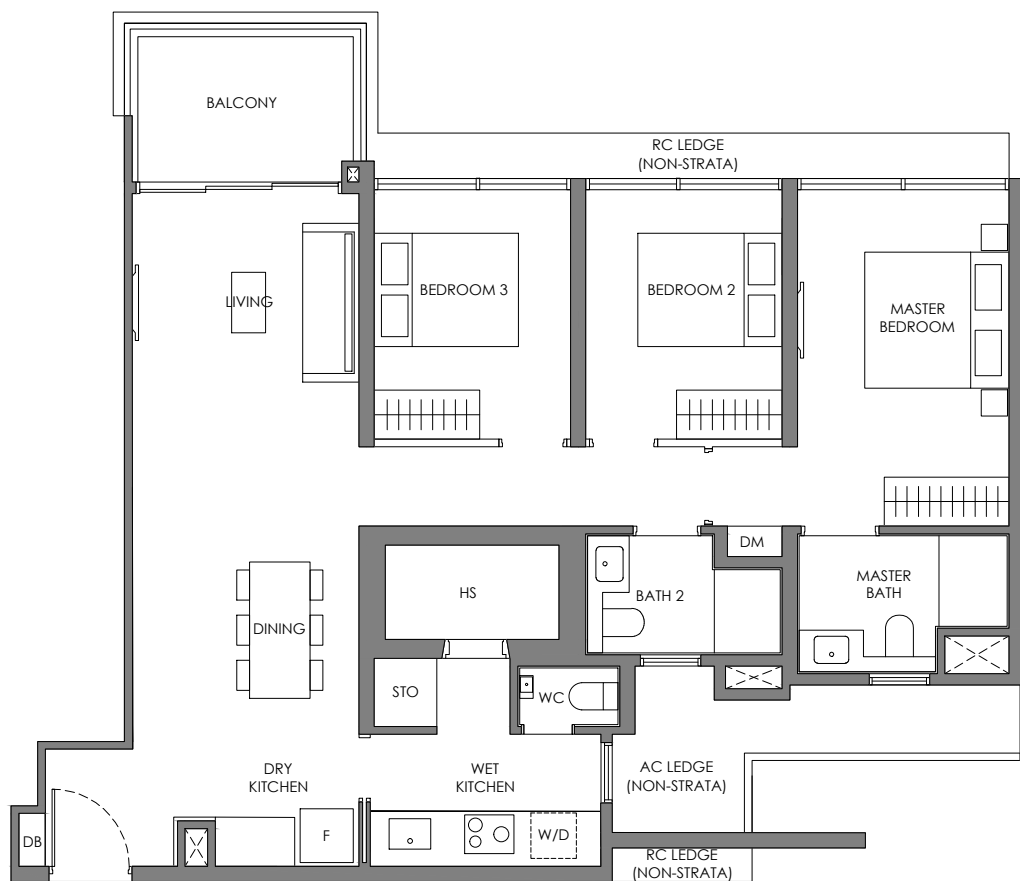 BALCONY
RC LEDGE
(NON-STRATA)
LIVING
BEDROOM 3
BEDROOM 2
MASTER
BEDROOM
DM
HS
BATH 2
MASTER
BATH
DINING
STO
WC
DRY
KITCHEN
WET
KITCHEN
AC LEDGE
(NON-STRATA)
DB
F
W/D
RC LEDGE
(NON-STRATA)